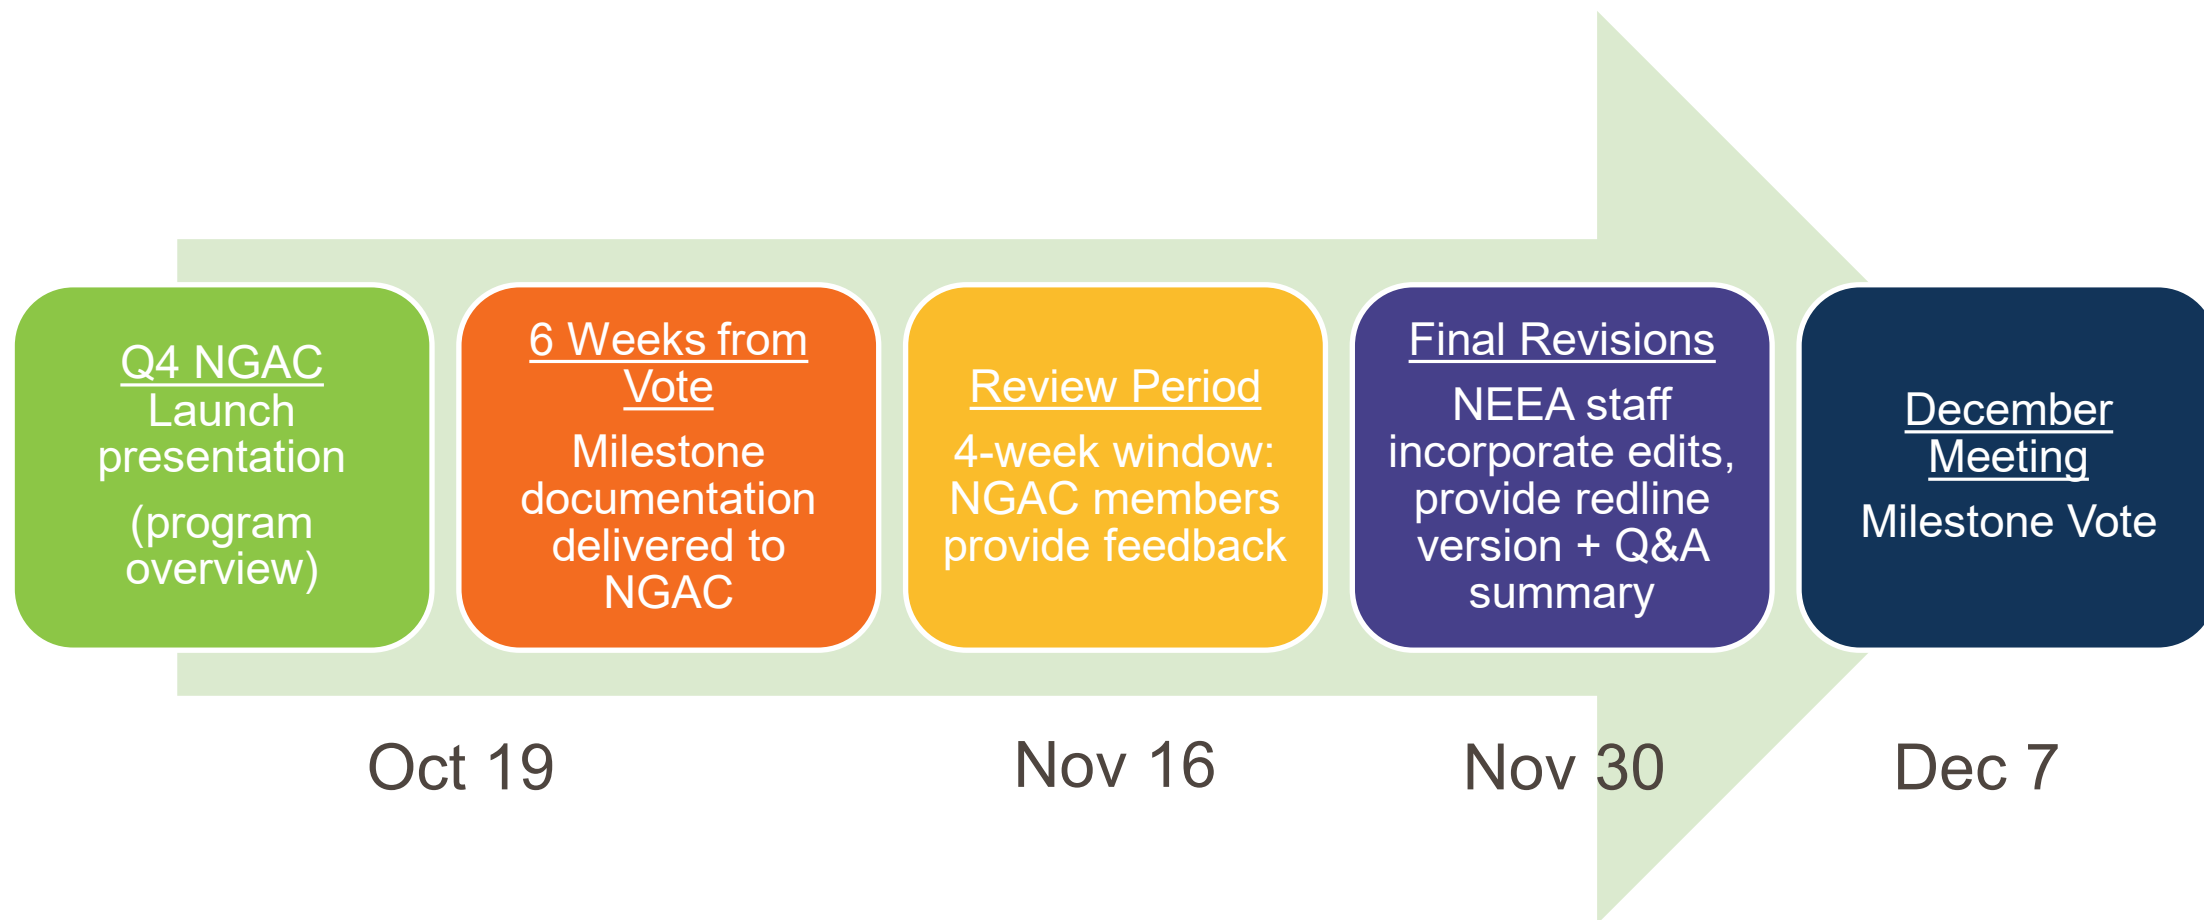 Q4 NGAC
Launch
presentation
(program
overview)
6 Weeks from
Vote
Milestone
documentation
delivered to
NGAC
Review Period
4-week window:
NGAC members
provide feedback
Final Revisions
NEEA staff
incorporate edits,
provide redline
version + Q&A
summary
December
Meeting
Milestone Vote
Oct 19
Nov 16
Nov 30
Dec 7